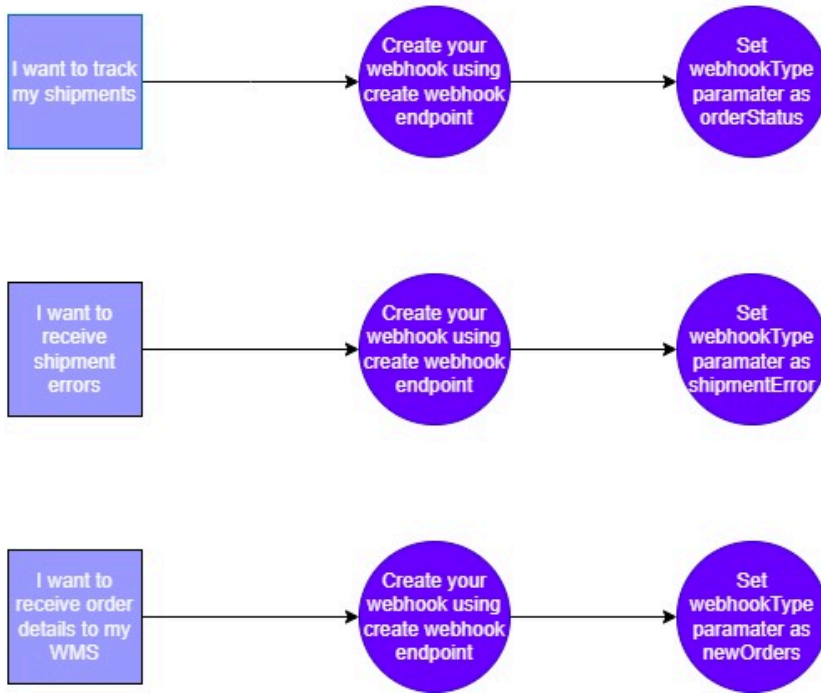 I want to track
my shipments
Create your
webhook using
create webhook
endpoint
Set
webhookType
paramater as
orderStatus
I want to
receive
shipment
errors
Create your
webhook using
create webhook
endpoint
Set
webhookType
paramater as
shipmentError
I want to
receive order
details to my
WMS
Create your
webhook using
create webhook
endpoint
Set
webhookType
paramater as
newOrders